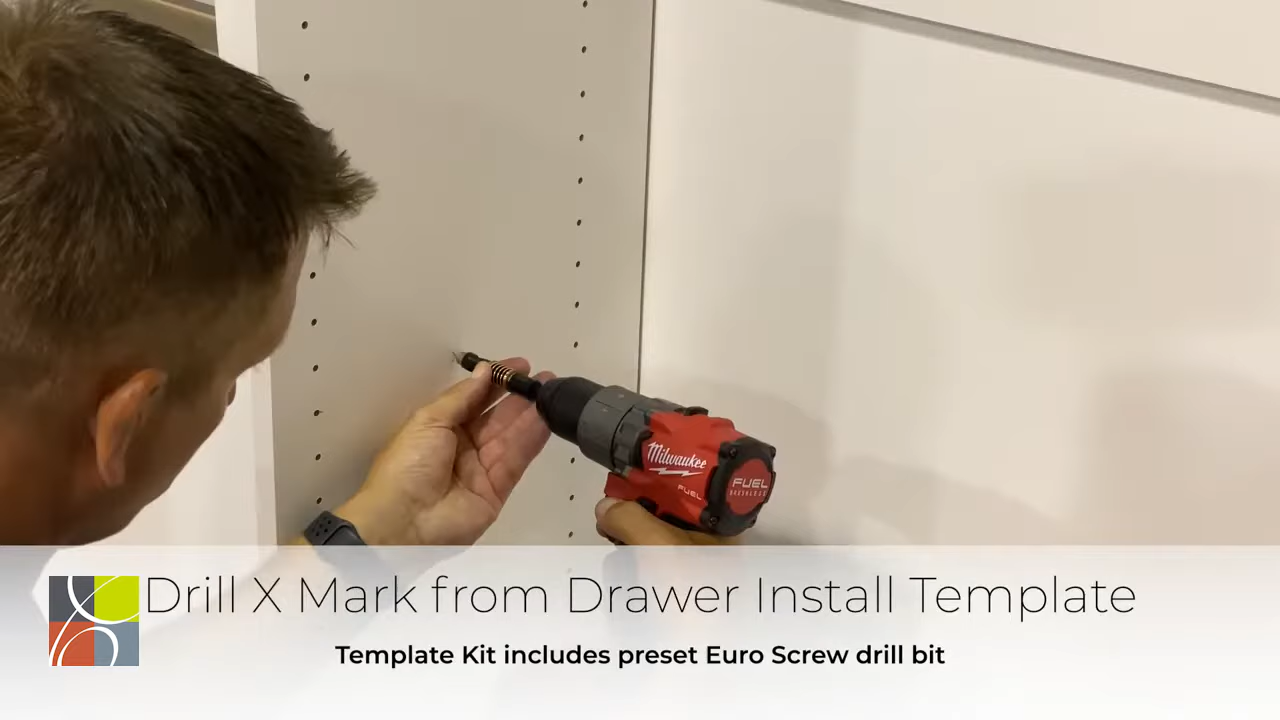 Milwaukee
FUEL
FUEL
Drill X Mark from Drawer Install Template
Template Kit includes preset Euro Screw drill bit